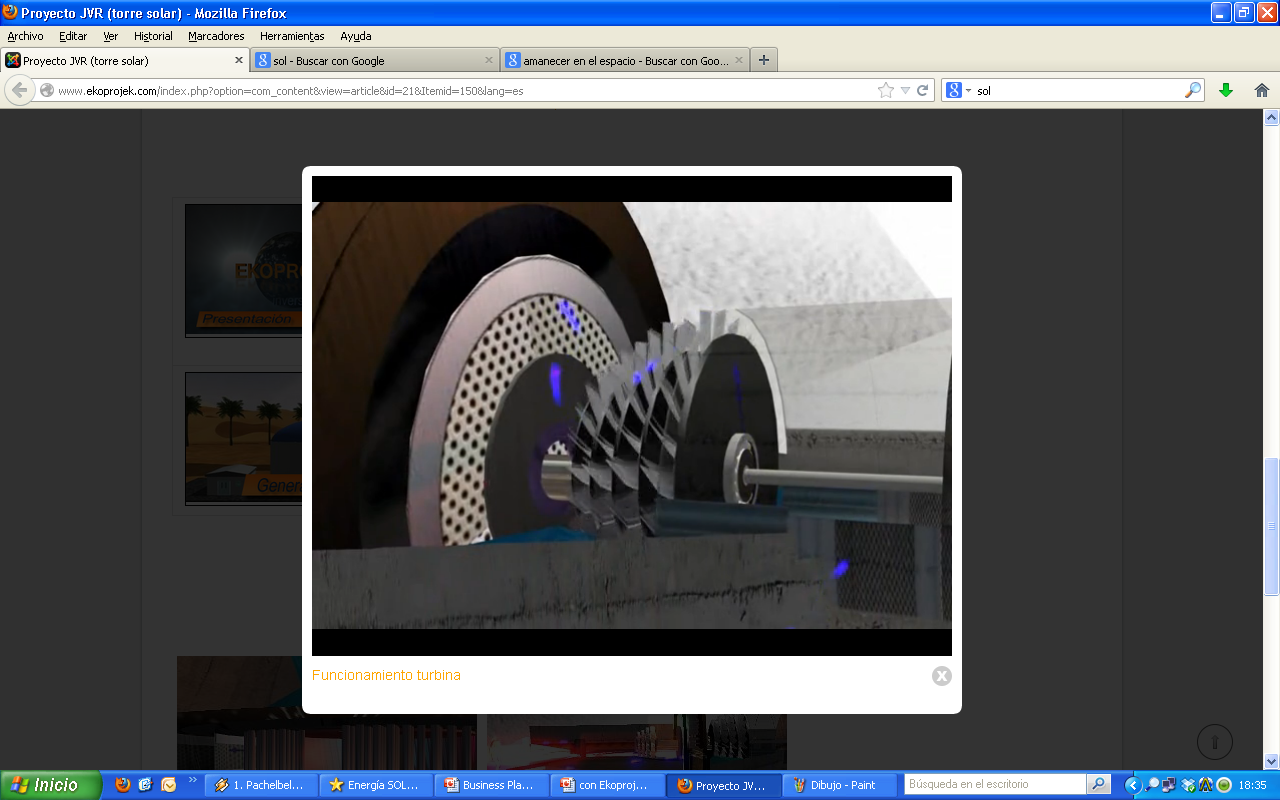 Proyecto JVR (torre solar) - Mozilla Firefox
Archivo Editar Ver Historial Marcadores Herramientas Ayuda
Proyecto JVR (torre solar)
sol - Buscar con Google
amanecer en el espacio - Buscar con Goo...
www.ekoprojek.com/index.php?option=com_content&view=article&id=21&Itemid=150&lang=es
sol
EKOPRO
Presentación
Gener
Funcionamiento turbina
Inicio
1. Pachelbel...
Energía SOL...
Business Pla...
con Ekoproj...
Proyecto JV...
Dibujo - Paint
Búsqueda en el escritorio
18:35